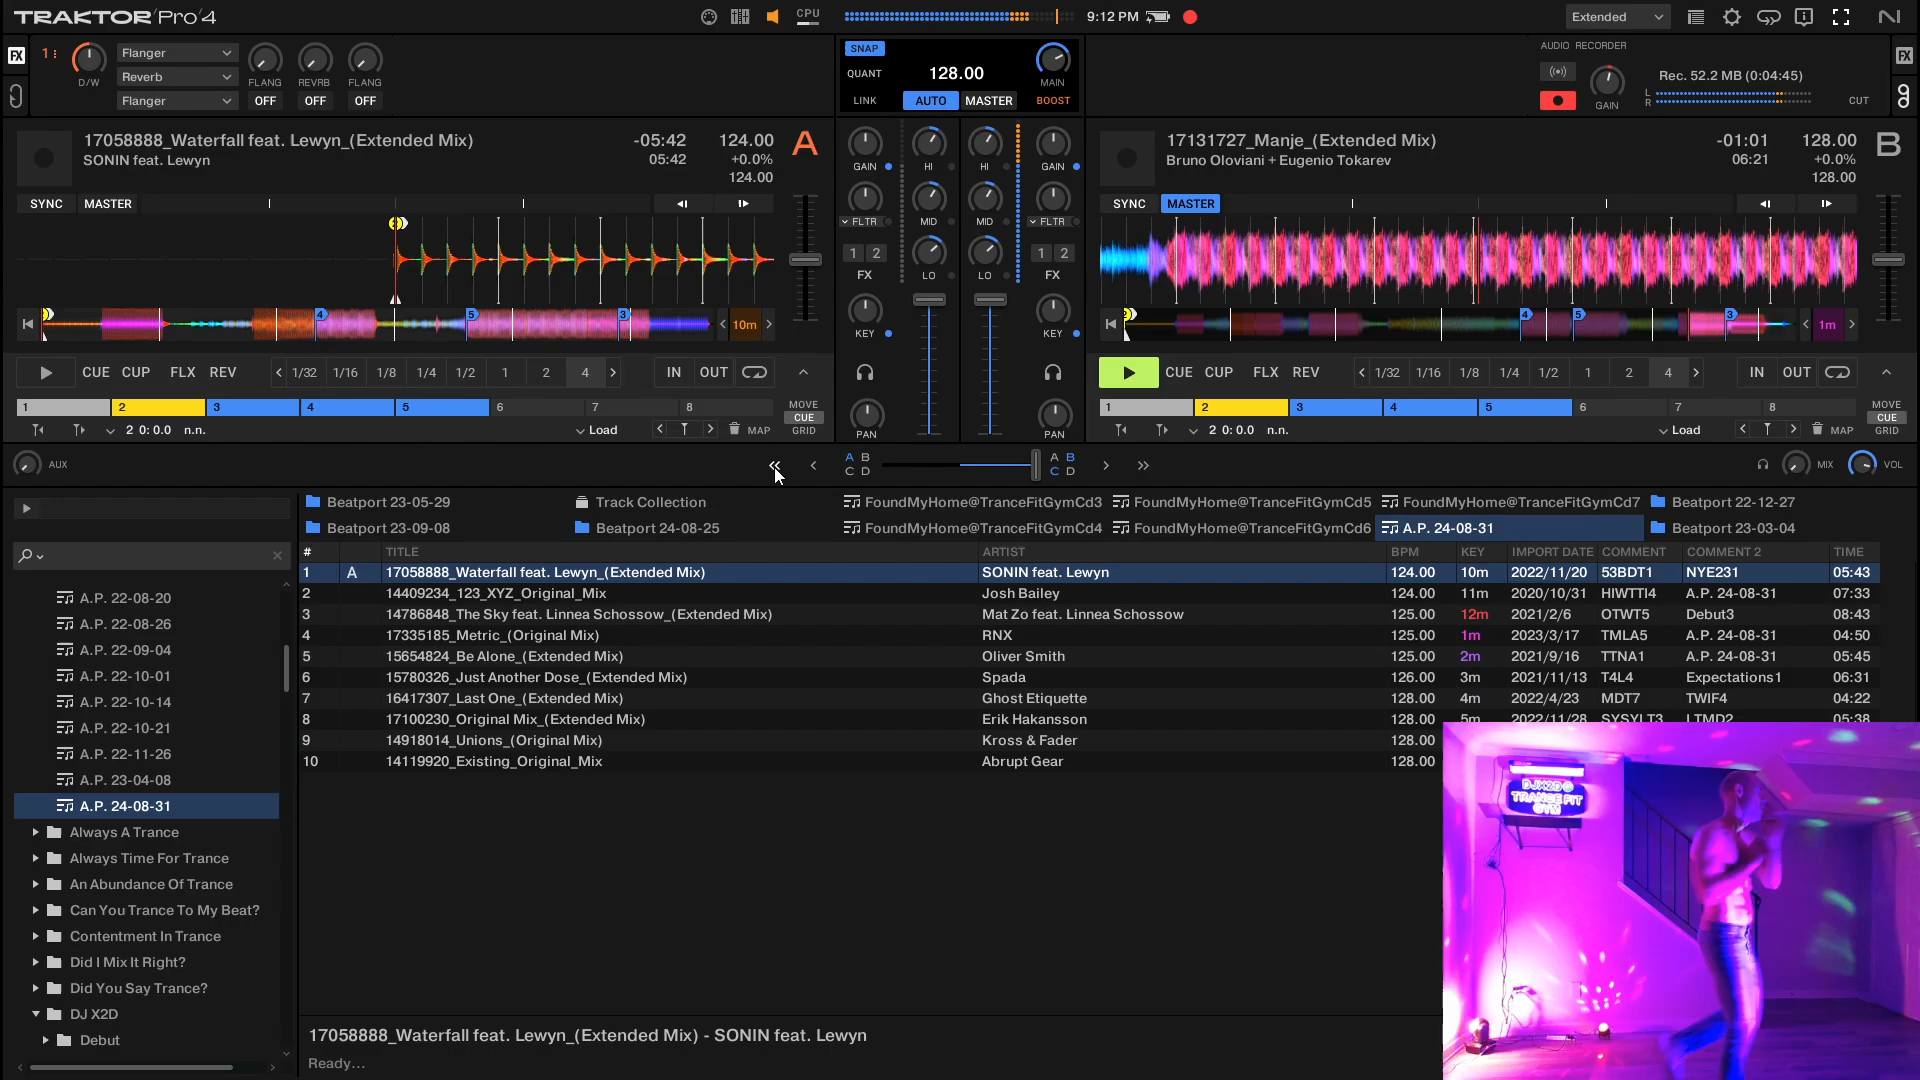 TRAKTOR Pro 4
CPU
9:12 PM
Extended
FX
1
D/W
Flanger
Reverb
Flanger
FLANG REVRB FLANG
OFF OFF OFF
SNAP
QUANT
LINK
128.00
AUTO MASTER
MAIN
BOOST
AUDIO RECORDER
GAIN
Rec. 52.2 MB (0:04:45)
L
R
CUT
FX
17058888_Waterfall feat. Lewyn_(Extended Mix)
SONIN feat. Lewyn
-05:42
05:42
124.00
+0.0%
124.00
A
SYNC MASTER
4 5 3
10m
CUE CUP FLX REV
1/32 1/16 1/8 1/4 1/2 1 2 4
IN OUT
1 2 3 4 5 6 7 8
MOVE
CUE
GRID
2 0: 0.0 n.n.
Load
MAP
GAIN HI HI GAIN
FLTR MID MID FLTR
1 2 LO LO 1 2
FX FX
KEY KEY
PAN PAN
17131727_Manje_(Extended Mix)
Bruno Oloviani + Eugenio Tokarev
-01:01
06:21
128.00
+0.0%
128.00
B
SYNC MASTER
4 5 3
1m
CUE CUP FLX REV
1/32 1/16 1/8 1/4 1/2 1 2 4
IN OUT
1 2 3 4 5 6 7 8
MOVE
CUE
GRID
2 0: 0.0 n.n.
Load
MAP
AUX
A B
C D
A B
C D
MIX VOL
Beatport 23-05-29 Track Collection FoundMyHome@TranceFitGymCd3 FoundMyHome@TranceFitGymCd5 FoundMyHome@TranceFitGymCd7 Beatport 22-12-27
Beatport 23-09-08 Beatport 24-08-25 FoundMyHome@TranceFitGymCd4 FoundMyHome@TranceFitGymCd6 A.P. 24-08-31 Beatport 23-03-04
# TITLE ARTIST BPM KEY IMPORT DATE COMMENT COMMENT 2 TIME
1 A 17058888_Waterfall feat. Lewyn_(Extended Mix) SONIN feat. Lewyn 124.00 10m 2022/11/20 53BDT1 NYE231 05:43
2 14409234_123_XYZ_Original_Mix Josh Bailey 124.00 11m 2020/10/31 HIWTTI4 A.P. 24-08-31 07:33
3 14786848_The Sky feat. Linnea Schossow_(Extended Mix) Mat Zo feat. Linnea Schossow 125.00 12m 2021/2/6 OTWT5 Debut3 08:43
4 17335185_Metric_(Original Mix) RNX 125.00 1m 2023/3/17 TMLA5 A.P. 24-08-31 04:50
5 15654824_Be Alone_(Extended Mix) Oliver Smith 125.00 2m 2021/9/16 TTNA1 A.P. 24-08-31 05:45
6 15780326_Just Another Dose_(Extended Mix) Spada 126.00 3m 2021/11/13 T4L4 Expectations1 06:31
7 16417307_Last One_(Extended Mix) Ghost Etiquette 128.00 4m 2022/4/23 MDT7 TWIF4 04:22
8 17100230_Original Mix_(Extended Mix) Erik Hakansson 128.00 5m 2022/11/28 SYSYLT3 LTMD2 05:38
9 14918014_Unions_(Original Mix) Kross & Fader 128.00
10 14119920_Existing_Original_Mix Abrupt Gear 128.00
A.P. 22-08-20
A.P. 22-08-26
A.P. 22-09-04
A.P. 22-10-01
A.P. 22-10-14
A.P. 22-10-21
A.P. 22-11-26
A.P. 23-04-08
A.P. 24-08-31
Always A Trance
Always Time For Trance
An Abundance Of Trance
Can You Trance To My Beat?
Contentment In Trance
Did I Mix It Right?
Did You Say Trance?
DJ X2D
Debut
17058888_Waterfall feat. Lewyn_(Extended Mix) - SONIN feat. Lewyn
Ready...
DJX2D@
TRANCE FIT
GYM